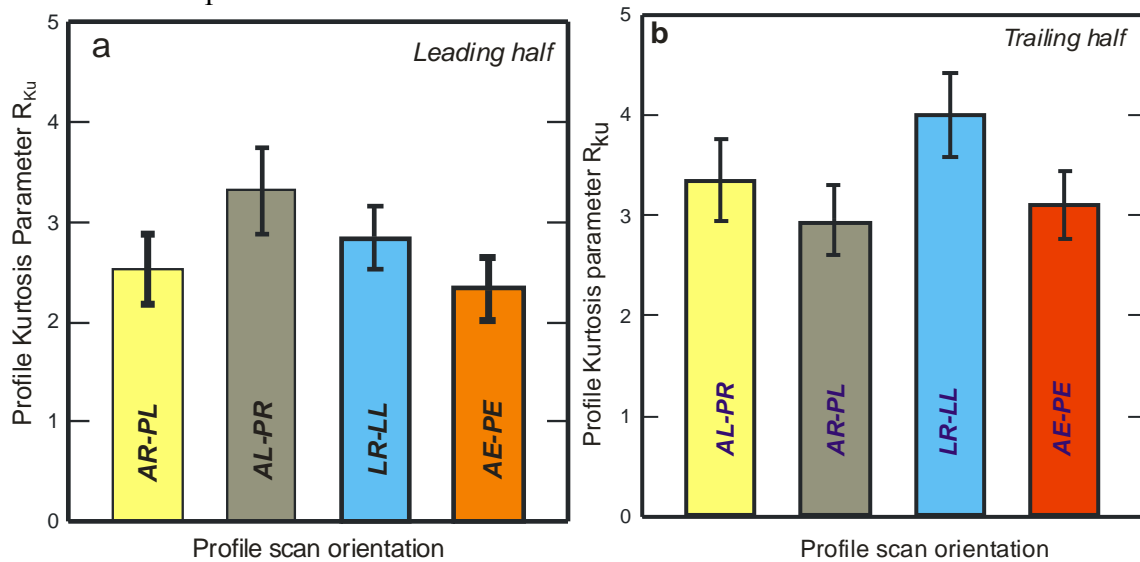 a
Leading half
Profile Kurtosis Parameter RKu
5
4
3
2
1
0
AR-PL
AL-PR
LR-LL
AE-PE
Profile scan orientation
b
Trailing half
Profile Kurtosis parameter RKu
5
4
3
2
1
0
AL-PR
AR-PL
LR-LL
AE-PE
Profile scan orientation